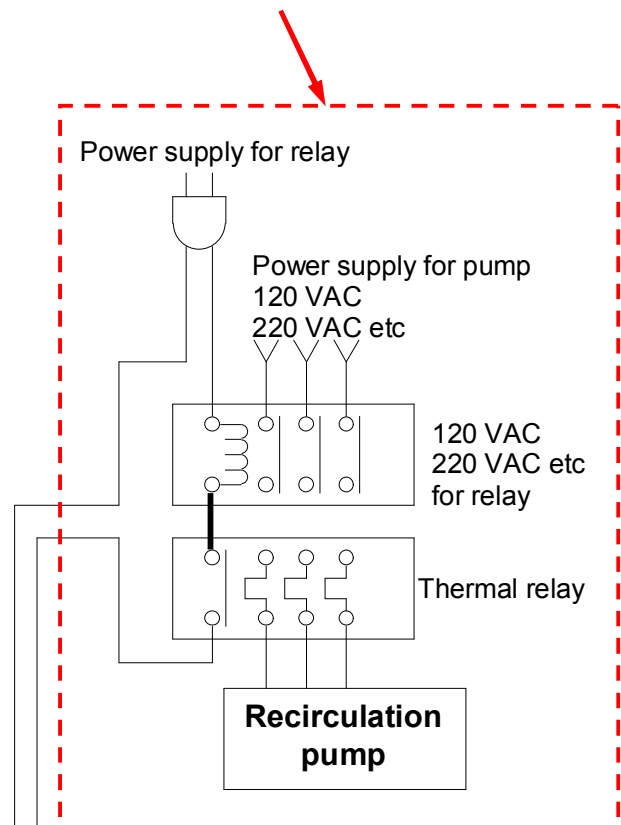 Power supply for relay
Power supply for pump
120 VAC
220 VAC etc
120 VAC
220 VAC etc
for relay
Thermal relay
Recirculation
pump